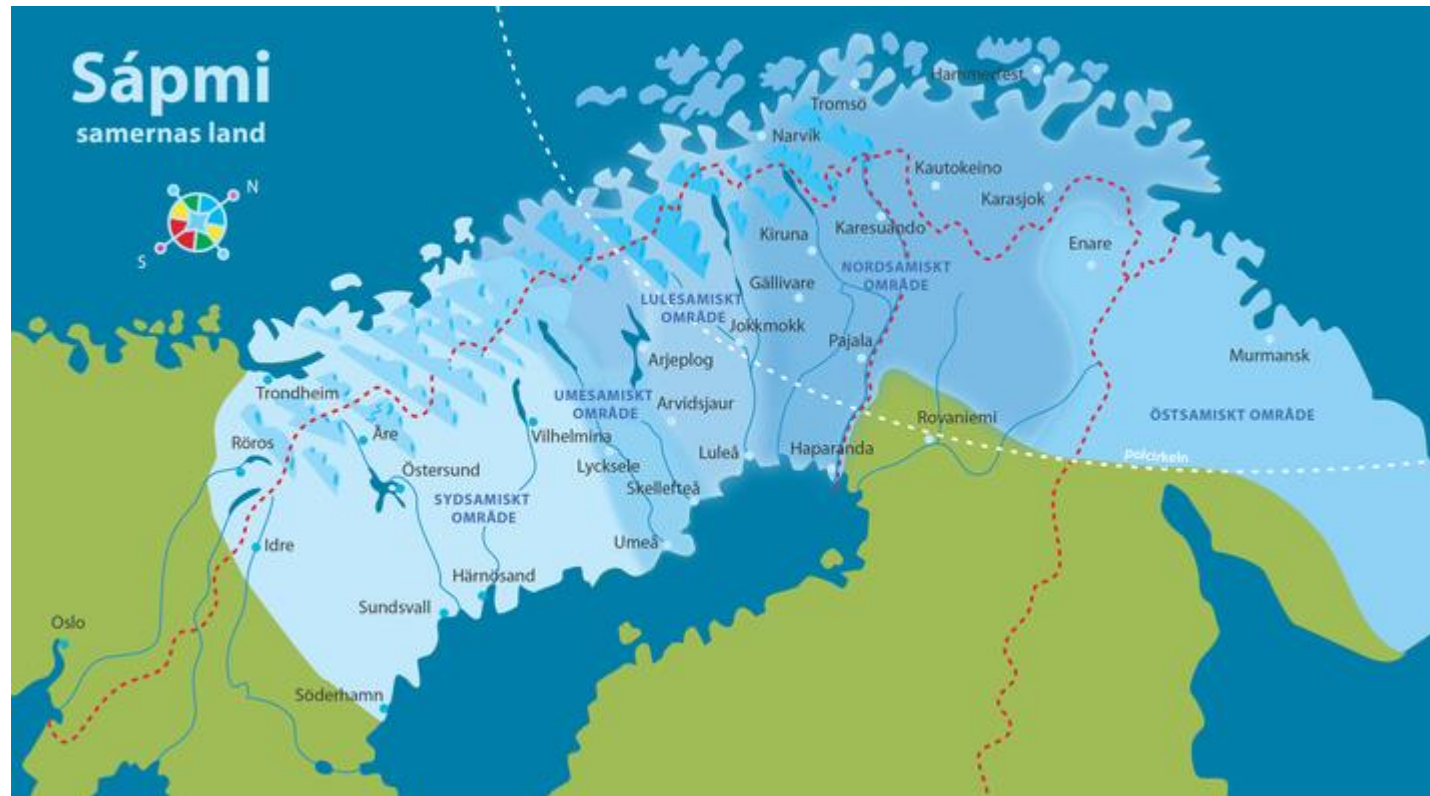 Sápmi
samernas land
N
S
Hammerfest
Tromsö
Narvik
Kautokeino
Karasjok
Kiruna
Karesuando
Enare
NORDSAMISKT
OMRÅDE
Gällivare
LULESAMISKT
OMRÅDE
Jokkmokk
Pajala
Murmansk
Arjeplog
Trondheim
UMESAMISKT
OMRÅDE
Arvidsjaur
ÖSTSAMISKT OMRÅDE
Rovaniemi
Röros
Åre
Vilhelmina
Luleå
Haparanda
polcirkeln
Östersund
Lycksele
Skellefteå
SYDSAMISKT
OMRÅDE
Idre
Umeå
Härnösand
Sundsvall
Oslo
Söderhamn